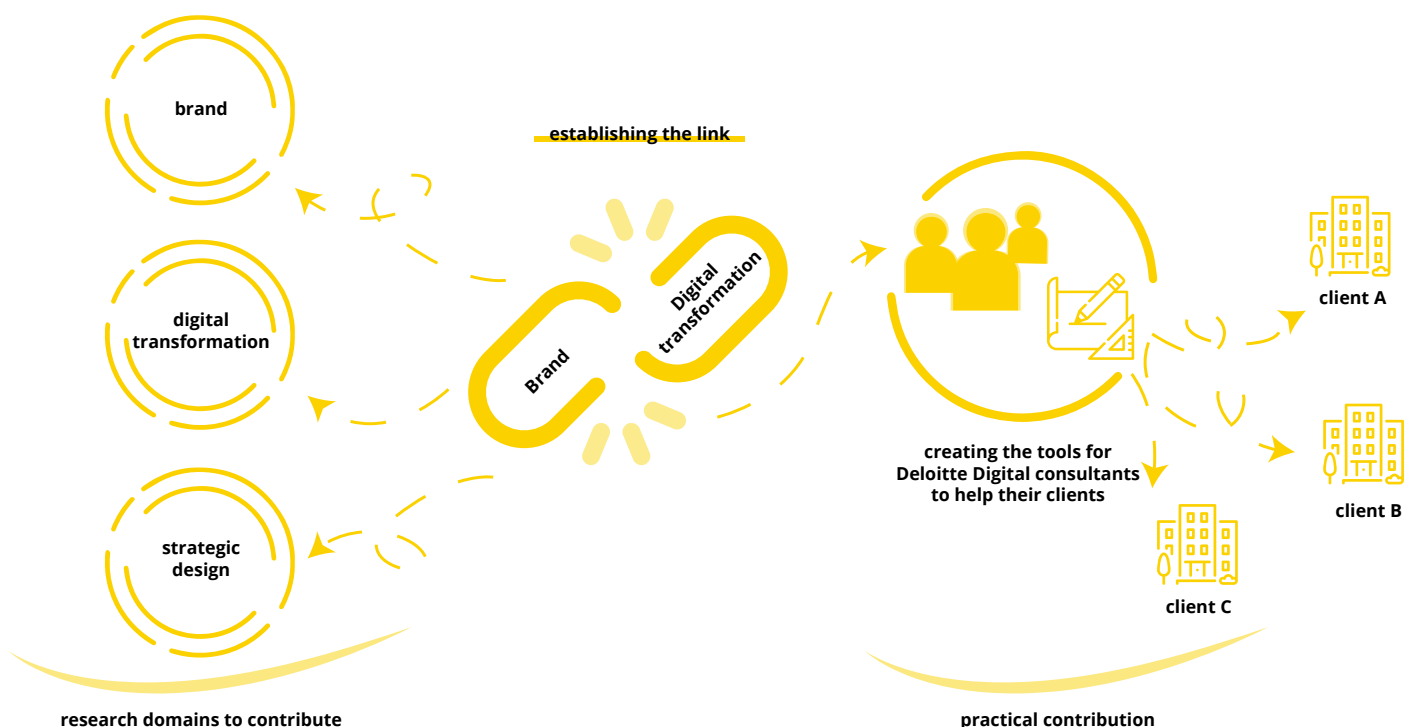 brand
digital
transformation
strategic
design
research domains to contribute
establishing the link
Brand
Digital
transformation
creating the tools for
Deloitte Digital consultants
to help their clients
client A
client B
client C
practical contribution